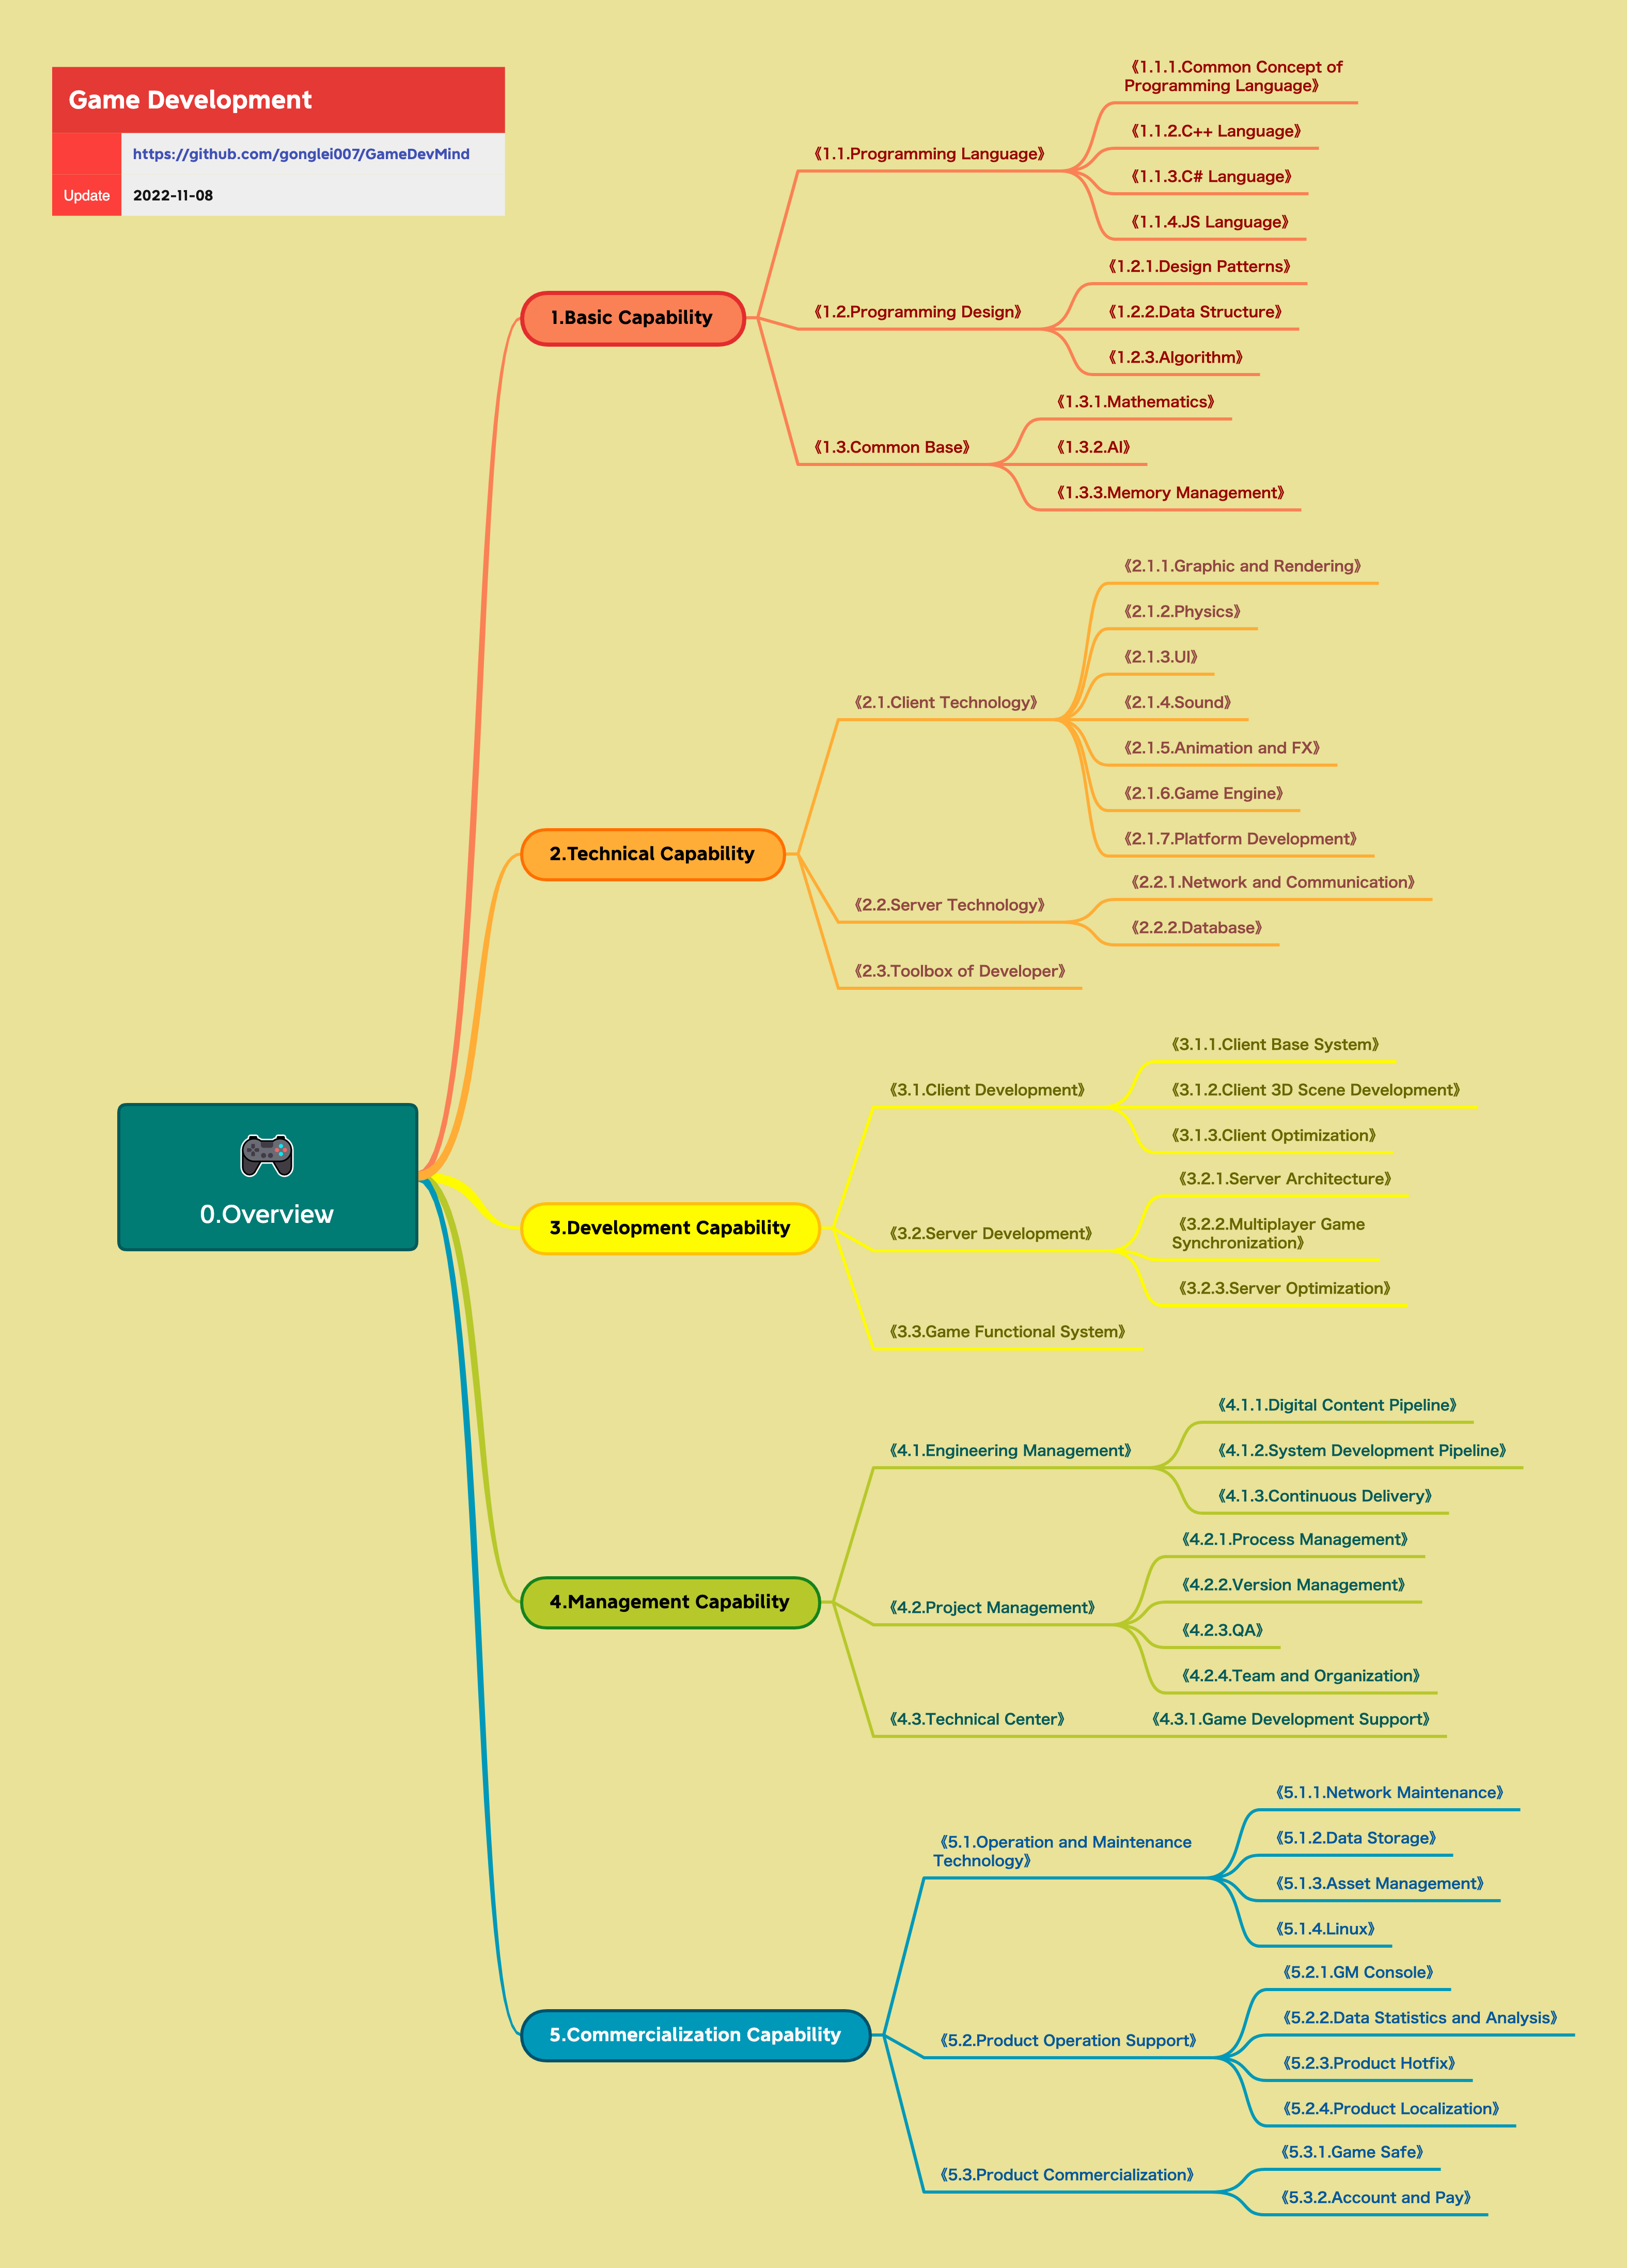 Game Development
https://github.com/gonglei007/GameDevMind
Update 2022-11-08
0.Overview
1.Basic Capability
《1.1.Programming Language》
《1.1.1.Common Concept of
Programming Language》
《1.1.2.C++ Language》
《1.1.3.C# Language》
《1.1.4.JS Language》
《1.2.Programming Design》
《1.2.1.Design Patterns》
《1.2.2.Data Structure》
《1.2.3.Algorithm》
《1.3.Common Base》
《1.3.1.Mathematics》
《1.3.2.AI》
《1.3.3.Memory Management》
2.Technical Capability
《2.1.Client Technology》
《2.1.1.Graphic and Rendering》
《2.1.2.Physics》
《2.1.3.UI》
《2.1.4.Sound》
《2.1.5.Animation and FX》
《2.1.6.Game Engine》
《2.1.7.Platform Development》
《2.2.Server Technology》
《2.2.1.Network and Communication》
《2.2.2.Database》
《2.3.Toolbox of Developer》
3.Development Capability
《3.1.Client Development》
《3.1.1.Client Base System》
《3.1.2.Client 3D Scene Development》
《3.1.3.Client Optimization》
《3.2.Server Development》
《3.2.1.Server Architecture》
《3.2.2.Multiplayer Game
Synchronization》
《3.2.3.Server Optimization》
《3.3.Game Functional System》
4.Management Capability
《4.1.Engineering Management》
《4.1.1.Digital Content Pipeline》
《4.1.2.System Development Pipeline》
《4.1.3.Continuous Delivery》
《4.2.Project Management》
《4.2.1.Process Management》
《4.2.2.Version Management》
《4.2.3.QA》
《4.2.4.Team and Organization》
《4.3.Technical Center》
《4.3.1.Game Development Support》
5.Commercialization Capability
《5.1.Operation and Maintenance
Technology》
《5.1.1.Network Maintenance》
《5.1.2.Data Storage》
《5.1.3.Asset Management》
《5.1.4.Linux》
《5.2.Product Operation Support》
《5.2.1.GM Console》
《5.2.2.Data Statistics and Analysis》
《5.2.3.Product Hotfix》
《5.2.4.Product Localization》
《5.3.Product Commercialization》
《5.3.1.Game Safe》
《5.3.2.Account and Pay》